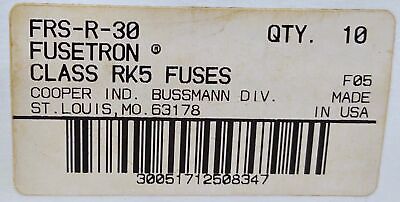 FRS-R-30 QTY. 10
FUSETRON ®
CLASS RK5 FUSES F05
COOPER IND. BUSSMANN DIV. MADE
ST.LOUIS,MO.63178 IN USA
30051712508347